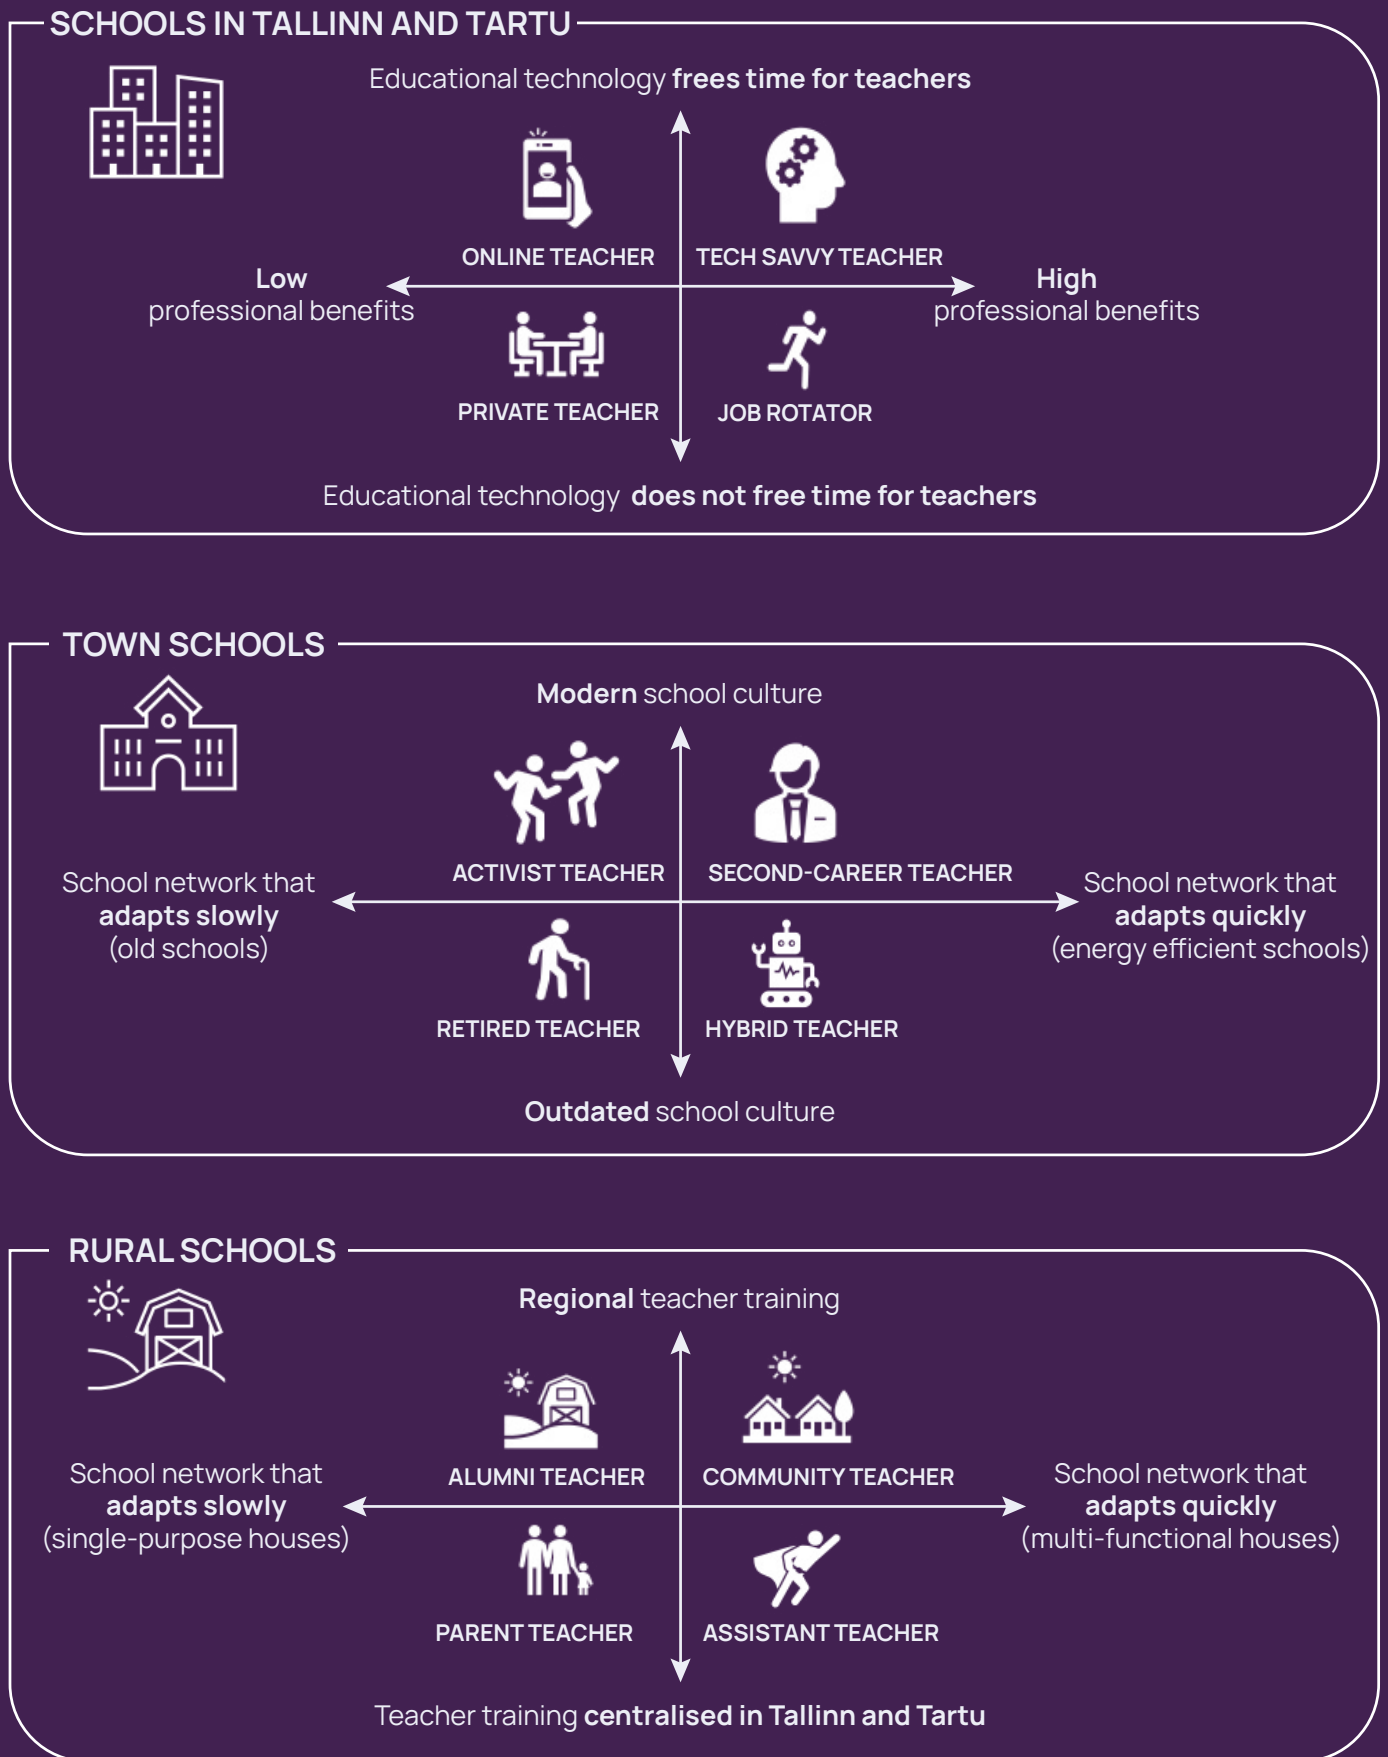 SCHOOLS IN TALLINN AND TARTU
Educational technology frees time for teachers
ONLINE TEACHER
TECH SAVVY TEACHER
Low
professional benefits
High
professional benefits
PRIVATE TEACHER
JOB ROTATOR
Educational technology does not free time for teachers
TOWN SCHOOLS
Modern school culture
ACTIVIST TEACHER
SECOND-CAREER TEACHER
School network that
adapts slowly
(old schools)
School network that
adapts quickly
(energy efficient schools)
RETIRED TEACHER
HYBRID TEACHER
Outdated school culture
RURAL SCHOOLS
Regional teacher training
ALUMNI TEACHER
COMMUNITY TEACHER
School network that
adapts slowly
(single-purpose houses)
School network that
adapts quickly
(multi-functional houses)
PARENT TEACHER
ASSISTANT TEACHER
Teacher training centralised in Tallinn and Tartu